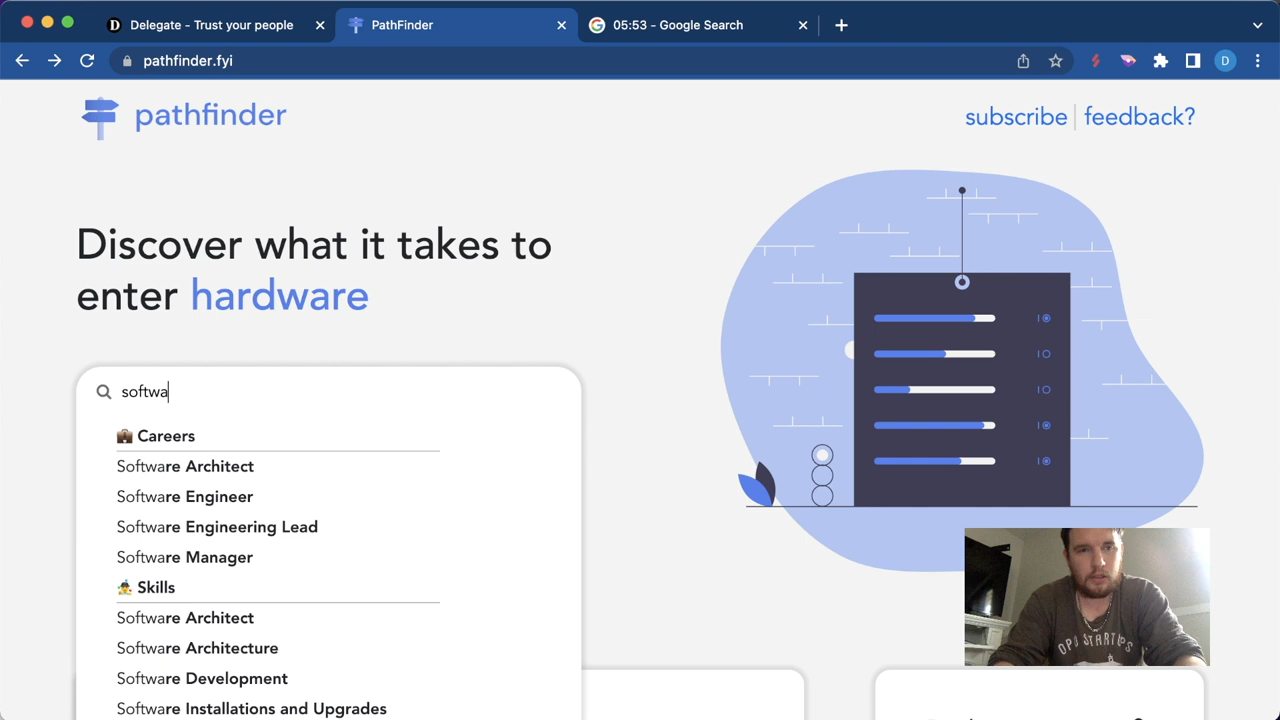 Delegate - Trust your people
PathFinder
05:53 - Google Search
pathfinder.fyi
D
pathfinder
subscribe
feedback?
Discover what it takes to
enter hardware
softwa
Careers
Software Architect
Software Engineer
Software Engineering Lead
Software Manager
Skills
Software Architect
Software Architecture
Software Development
Software Installations and Upgrades